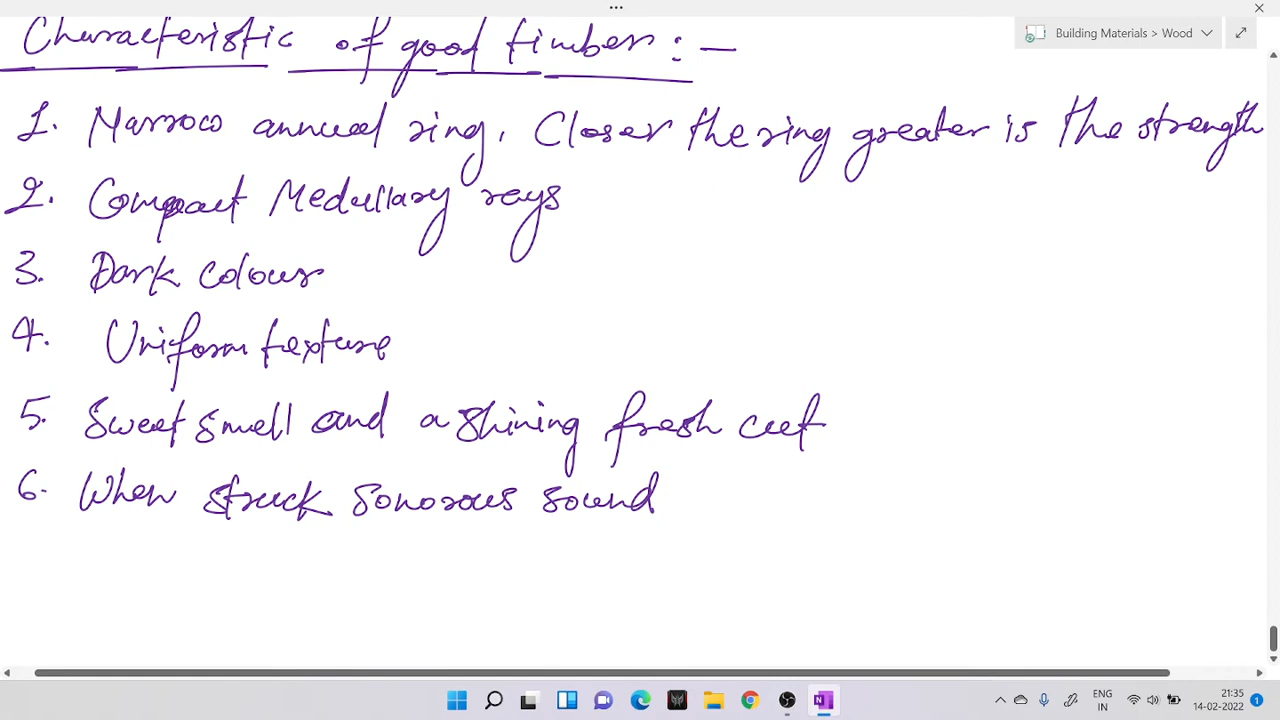 Characteristic of good timber :-
Building Materials > Wood
1. Narrow annual ring. Closer the ring greater is the strength
2. Compact Medullary rays
3. Dark colour
4. Uniform texture
5. Sweet smell and a shining fresh cut
6. When struck sonorous sound
ENG
IN
21:35
14-02-2022
1